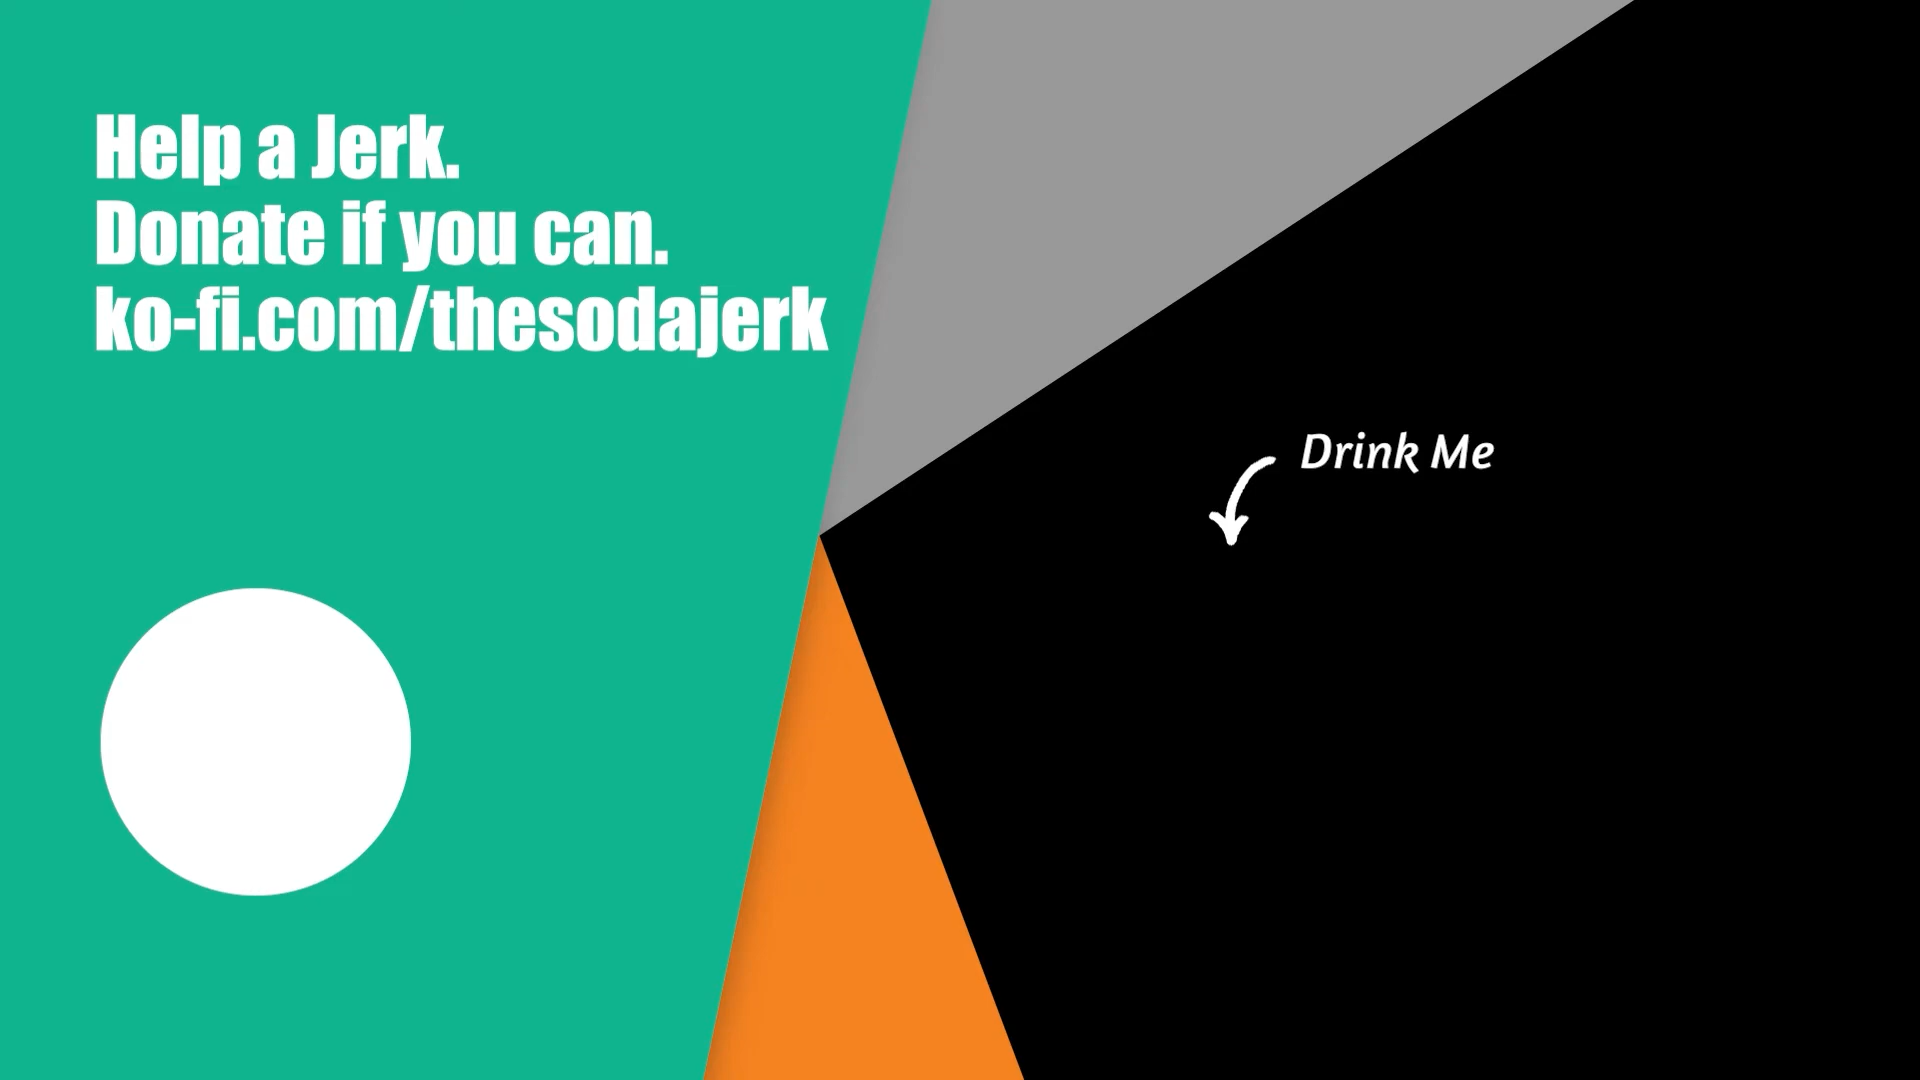 Help a Jerk.
Donate if you can.
ko-fi.com/thesodajerk
Drink Me